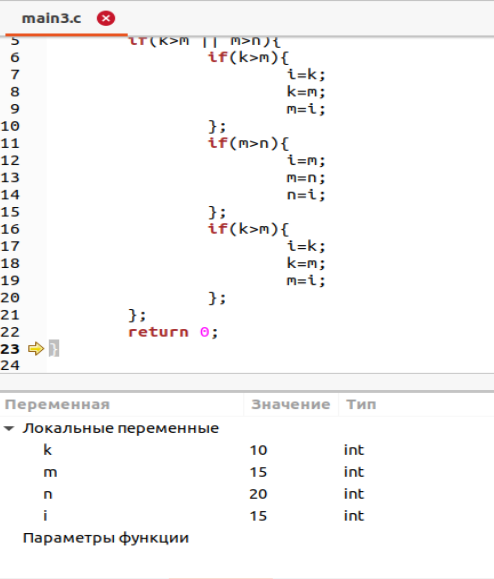 main3.c
5 if(k>m || m>n){
6 if(k>m){
7 i=k;
8 k=m;
9 m=i;
10 };
11 if(m>n){
12 i=m;
13 m=n;
14 n=i;
15 };
16 if(k>m){
17 i=k;
18 k=m;
19 m=i;
20 };
21 };
22 return 0;
23 }
24
Переменная Значение Тип
Локальные переменные
k 10 int
m 15 int
n 20 int
i 15 int
Параметры функции